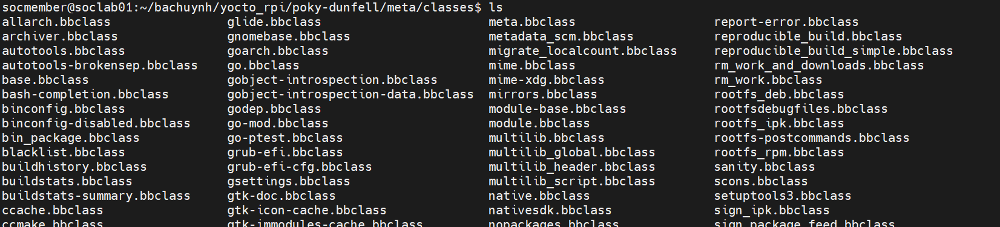 socmember@soclab01:~/bachuynh/yocto_rpi/poky-dunfell/meta/classes$ ls
allarch.bbclass glide.bbclass meta.bbclass report-error.bbclass
archiver.bbclass gnomebase.bbclass metadata_scm.bbclass reproducible_build.bbclass
autotools.bbclass goarch.bbclass migrate_localcount.bbclass reproducible_build_simple.bbclass
autotools-brokensep.bbclass go.bbclass mime.bbclass rm_work_and_downloads.bbclass
base.bbclass gobject-introspection.bbclass mime-xdg.bbclass rm_work.bbclass
bash-completion.bbclass gobject-introspection-data.bbclass mirrors.bbclass rootfs_deb.bbclass
binconfig.bbclass godep.bbclass module-base.bbclass rootfsdebugfiles.bbclass
binconfig-disabled.bbclass go-mod.bbclass module.bbclass rootfs_ipk.bbclass
bin_package.bbclass go-ptest.bbclass multilib.bbclass rootfs-postcommands.bbclass
blacklist.bbclass grub-efi.bbclass multilib_global.bbclass rootfs_rpm.bbclass
buildhistory.bbclass grub-efi-cfg.bbclass multilib_header.bbclass sanity.bbclass
buildstats.bbclass gsettings.bbclass multilib_script.bbclass scons.bbclass
buildstats-summary.bbclass gtk-doc.bbclass native.bbclass setuptools3.bbclass
ccache.bbclass gtk-icon-cache.bbclass nativesdk.bbclass sign_ipk.bbclass
ccmake.bbclass gtk-immodules-cache.bbclass nopackages.bbclass sign_package_feed.bbclass